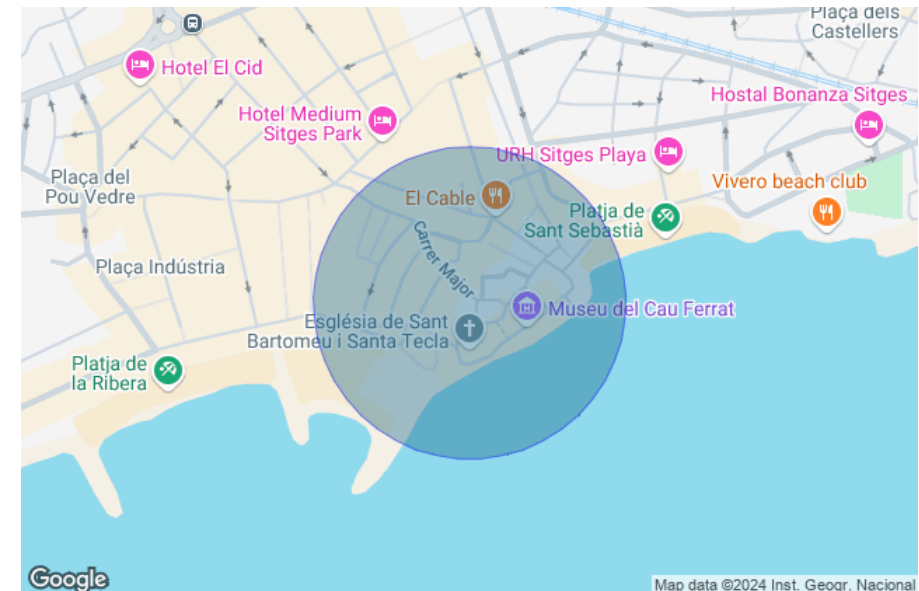 Plaça dels
Castellers
Hotel El Cid
Hostal Bonanza Sitges
Hotel Medium
Sitges Park
URH Sitges Playa
Plaça del
Pou Vedre
Vivero beach club
El Cable
Platja de
Sant Sebastià
Carrer Major
Plaça Indústria
Museu del Cau Ferrat
Església de Sant
Bartomeu i Santa Tecla
Platja de
la Ribera
Google
Map data ©2024 Inst. Geogr. Nacional